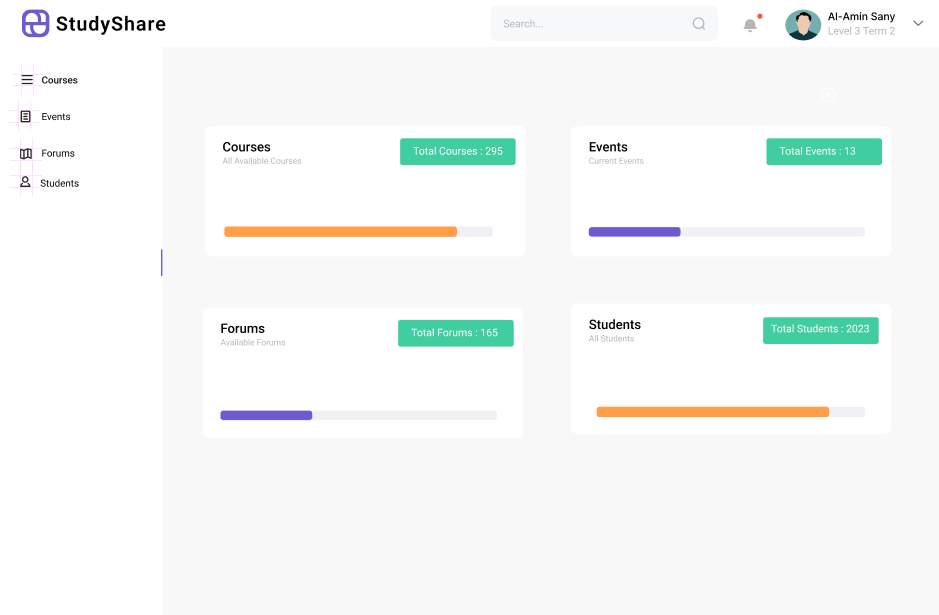 StudyShare
Search...
Al-Amin Sany
Level 3 Term 2
Courses
Events
Forums
Students
Courses
All Available Courses
Total Courses : 295
Events
Current Events
Total Events : 13
Forums
Available Forums
Total Forums : 165
Students
All Students
Total Students : 2023